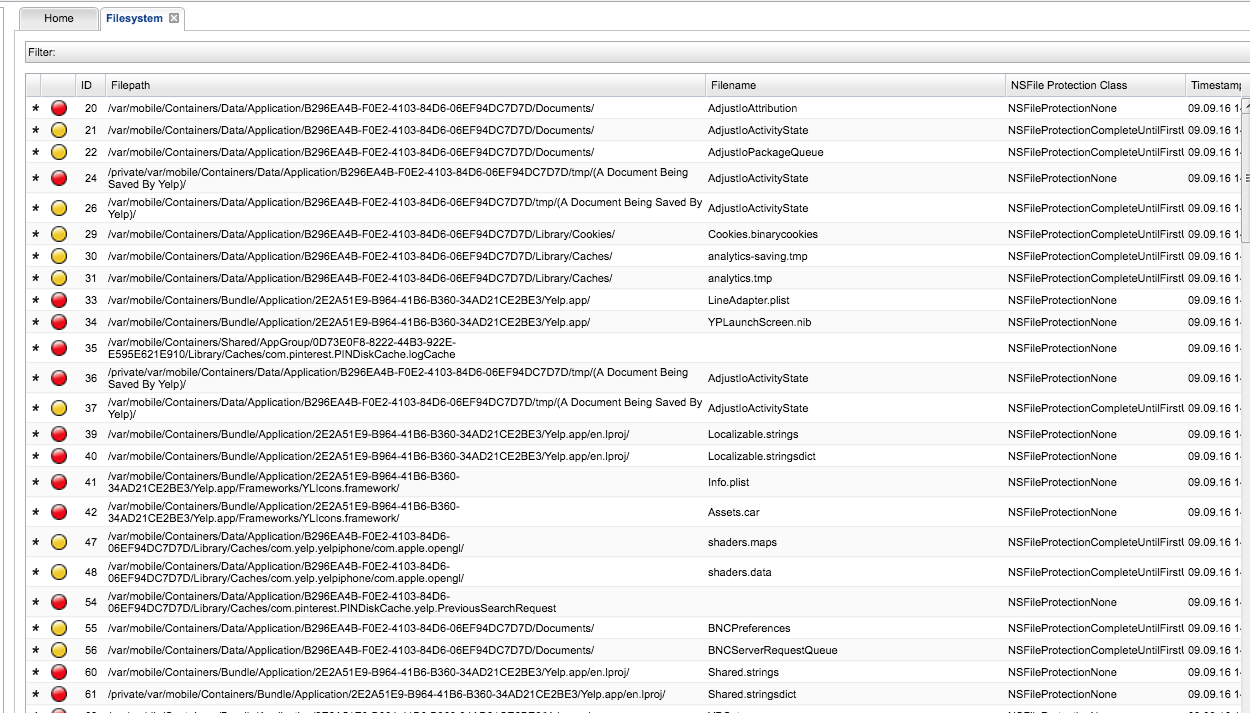 Home
Filesystem
Filter:
ID Filepath Filename NSFile Protection Class Timestamp
* 20 /var/mobile/Containers/Data/Application/B296EA4B-F0E2-4103-84D6-06EF94DC7D7D/Documents/ AdjustIoAttribution NSFileProtectionNone 09.09.16 1
* 21 /var/mobile/Containers/Data/Application/B296EA4B-F0E2-4103-84D6-06EF94DC7D7D/Documents/ AdjustIoActivityState NSFileProtectionCompleteUntilFirstU 09.09.16 1
* 22 /var/mobile/Containers/Data/Application/B296EA4B-F0E2-4103-84D6-06EF94DC7D7D/Documents/ AdjustIoPackageQueue NSFileProtectionCompleteUntilFirstU 09.09.16 1
* 24 /private/var/mobile/Containers/Data/Application/B296EA4B-F0E2-4103-84D6-06EF94DC7D7D/tmp/(A Document Being
Saved By Yelp)/ AdjustIoActivityState NSFileProtectionNone 09.09.16 1
* 26 /var/mobile/Containers/Data/Application/B296EA4B-F0E2-4103-84D6-06EF94DC7D7D/tmp/(A Document Being Saved By
Yelp)/ AdjustIoActivityState NSFileProtectionCompleteUntilFirstU 09.09.16 1
* 29 /var/mobile/Containers/Data/Application/B296EA4B-F0E2-4103-84D6-06EF94DC7D7D/Library/Cookies/ Cookies.binarycookies NSFileProtectionCompleteUntilFirstU 09.09.16 1
* 30 /var/mobile/Containers/Data/Application/B296EA4B-F0E2-4103-84D6-06EF94DC7D7D/Library/Caches/ analytics-saving.tmp NSFileProtectionCompleteUntilFirstU 09.09.16 1
* 31 /var/mobile/Containers/Data/Application/B296EA4B-F0E2-4103-84D6-06EF94DC7D7D/Library/Caches/ analytics.tmp NSFileProtectionCompleteUntilFirstU 09.09.16 1
* 33 /var/mobile/Containers/Bundle/Application/2E2A51E9-B964-41B6-B360-34AD21CE2BE3/Yelp.app/ LineAdapter.plist NSFileProtectionNone 09.09.16 1
* 34 /var/mobile/Containers/Bundle/Application/2E2A51E9-B964-41B6-B360-34AD21CE2BE3/Yelp.app/ YPLaunchScreen.nib NSFileProtectionNone 09.09.16 1
* 35 /var/mobile/Containers/Shared/AppGroup/0D73E0F8-8222-44B3-922E-
E595E621E910/Library/Caches/com.pinterest.PINDiskCache.logCache NSFileProtectionNone 09.09.16 1
* 36 /private/var/mobile/Containers/Data/Application/B296EA4B-F0E2-4103-84D6-06EF94DC7D7D/tmp/(A Document Being
Saved By Yelp)/ AdjustIoActivityState NSFileProtectionNone 09.09.16 1
* 37 /var/mobile/Containers/Data/Application/B296EA4B-F0E2-4103-84D6-06EF94DC7D7D/tmp/(A Document Being Saved By
Yelp)/ AdjustIoActivityState NSFileProtectionCompleteUntilFirstU 09.09.16 1
* 39 /var/mobile/Containers/Bundle/Application/2E2A51E9-B964-41B6-B360-34AD21CE2BE3/Yelp.app/en.lproj/ Localizable.strings NSFileProtectionNone 09.09.16 1
* 40 /var/mobile/Containers/Bundle/Application/2E2A51E9-B964-41B6-B360-34AD21CE2BE3/Yelp.app/en.lproj/ Localizable.stringsdict NSFileProtectionNone 09.09.16 1
* 41 /var/mobile/Containers/Bundle/Application/2E2A51E9-B964-41B6-B360-
34AD21CE2BE3/Yelp.app/Frameworks/YLIcons.framework/ Info.plist NSFileProtectionNone 09.09.16 1
* 42 /var/mobile/Containers/Bundle/Application/2E2A51E9-B964-41B6-B360-
34AD21CE2BE3/Yelp.app/Frameworks/YLIcons.framework/ Assets.car NSFileProtectionNone 09.09.16 1
* 47 /var/mobile/Containers/Data/Application/B296EA4B-F0E2-4103-84D6-
06EF94DC7D7D/Library/Caches/com.yelp.yelpiphone/com.apple.opengl/ shaders.maps NSFileProtectionCompleteUntilFirstU 09.09.16 1
* 48 /var/mobile/Containers/Data/Application/B296EA4B-F0E2-4103-84D6-
06EF94DC7D7D/Library/Caches/com.yelp.yelpiphone/com.apple.opengl/ shaders.data NSFileProtectionCompleteUntilFirstU 09.09.16 1
* 54 /var/mobile/Containers/Data/Application/B296EA4B-F0E2-4103-84D6-
06EF94DC7D7D/Library/Caches/com.pinterest.PINDiskCache.yelp.PreviousSearchRequest NSFileProtectionNone 09.09.16 1
* 55 /var/mobile/Containers/Data/Application/B296EA4B-F0E2-4103-84D6-06EF94DC7D7D/Documents/ BNCPreferences NSFileProtectionCompleteUntilFirstU 09.09.16 1
* 56 /var/mobile/Containers/Data/Application/B296EA4B-F0E2-4103-84D6-06EF94DC7D7D/Documents/ BNCServerRequestQueue NSFileProtectionCompleteUntilFirstU 09.09.16 1
* 60 /var/mobile/Containers/Bundle/Application/2E2A51E9-B964-41B6-B360-34AD21CE2BE3/Yelp.app/en.lproj/ Shared.strings NSFileProtectionNone 09.09.16 1
* 61 /private/var/mobile/Containers/Bundle/Application/2E2A51E9-B964-41B6-B360-34AD21CE2BE3/Yelp.app/en.lproj/ Shared.stringsdict NSFileProtectionNone 09.09.16 1